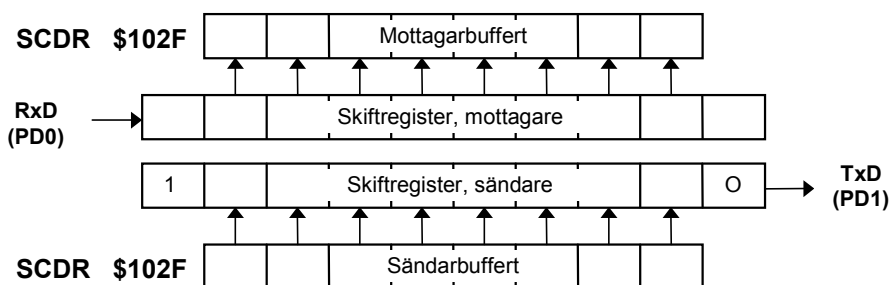 SCDR $102F Mottagarbuffert
RxD
(PD0)
Skiftregister, mottagare
1 Skiftregister, sändare O
TxD
(PD1)
SCDR $102F Sändarbuffert